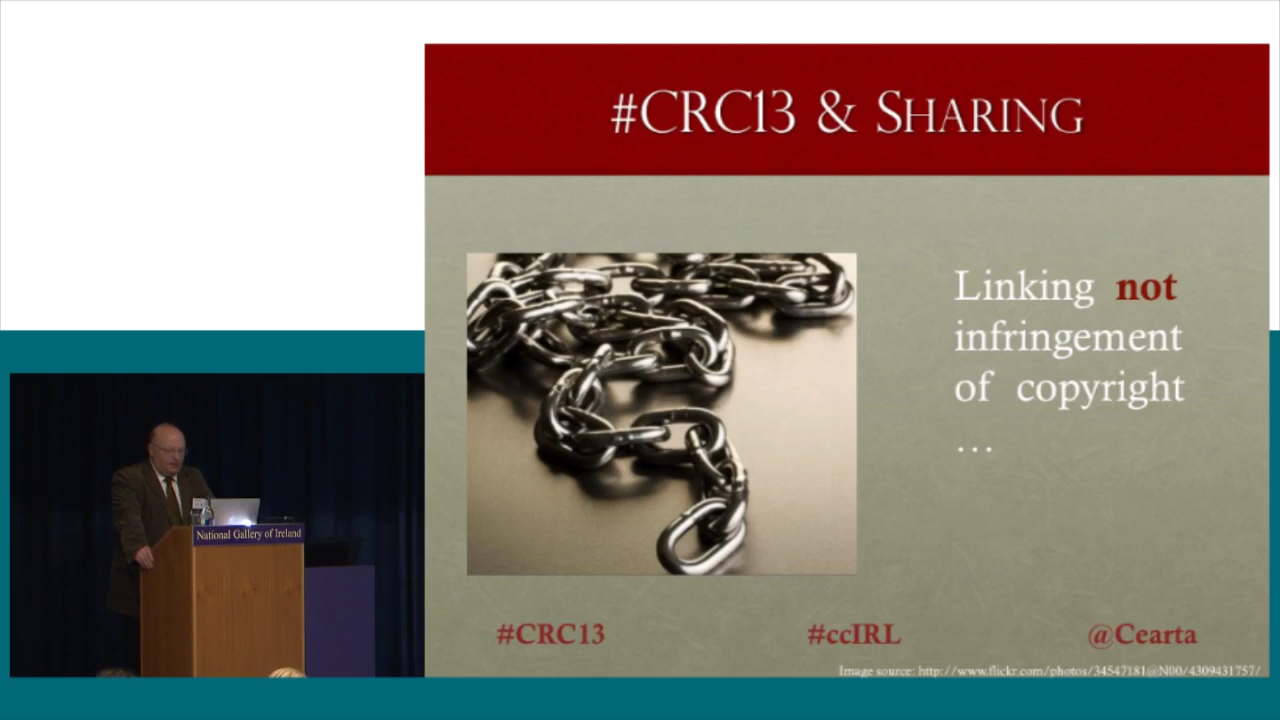 #CRC13 & SHARING
Linking not
infringement
of copyright
…
National Gallery of Ireland
#CRC13 #ccIRL @Cearta
Image source: http://www.flickr.com/photos/34547181@N00/4309431757/